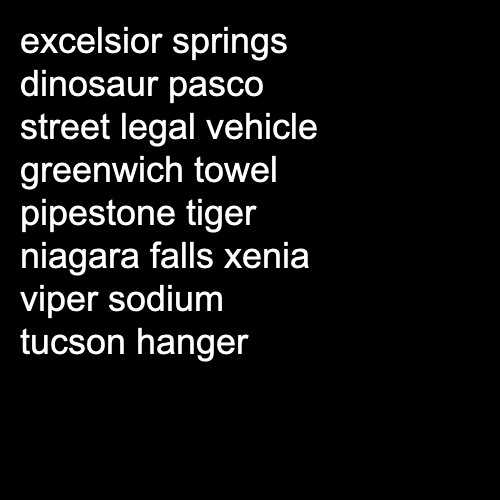 excelsior springs
dinosaur pasco
street legal vehicle
greenwich towel
pipestone tiger
niagara falls xenia
viper sodium
tucson hanger